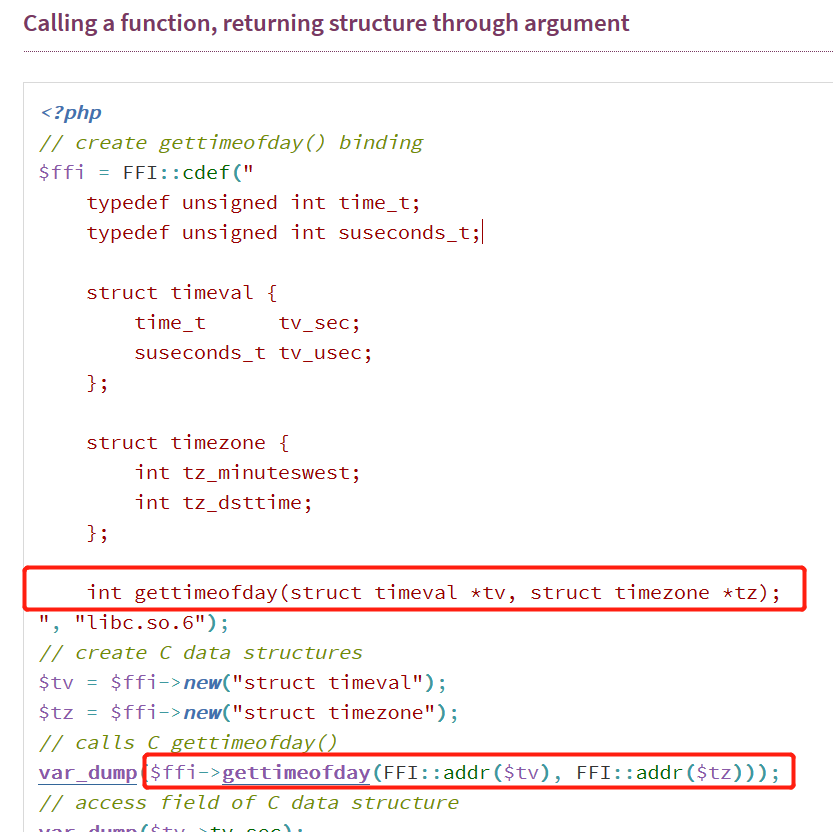 Calling a function, returning structure through argument
<?php
// create gettimeofday() binding
$ffi = FFI::cdef("
    typedef unsigned int time_t;
    typedef unsigned int suseconds_t;
    struct timeval {
        time_t      tv_sec;
        suseconds_t tv_usec;
    };
    struct timezone {
        int tz_minuteswest;
        int tz_dsttime;
    };
    int gettimeofday(struct timeval *tv, struct timezone *tz);
", "libc.so.6");
// create C data structures
$tv = $ffi->new("struct timeval");
$tz = $ffi->new("struct timezone");
// calls C gettimeofday()
var_dump($ffi->gettimeofday(FFI::addr($tv), FFI::addr($tz)));
// access field of C data structure
var_dump($tv->tv_sec);